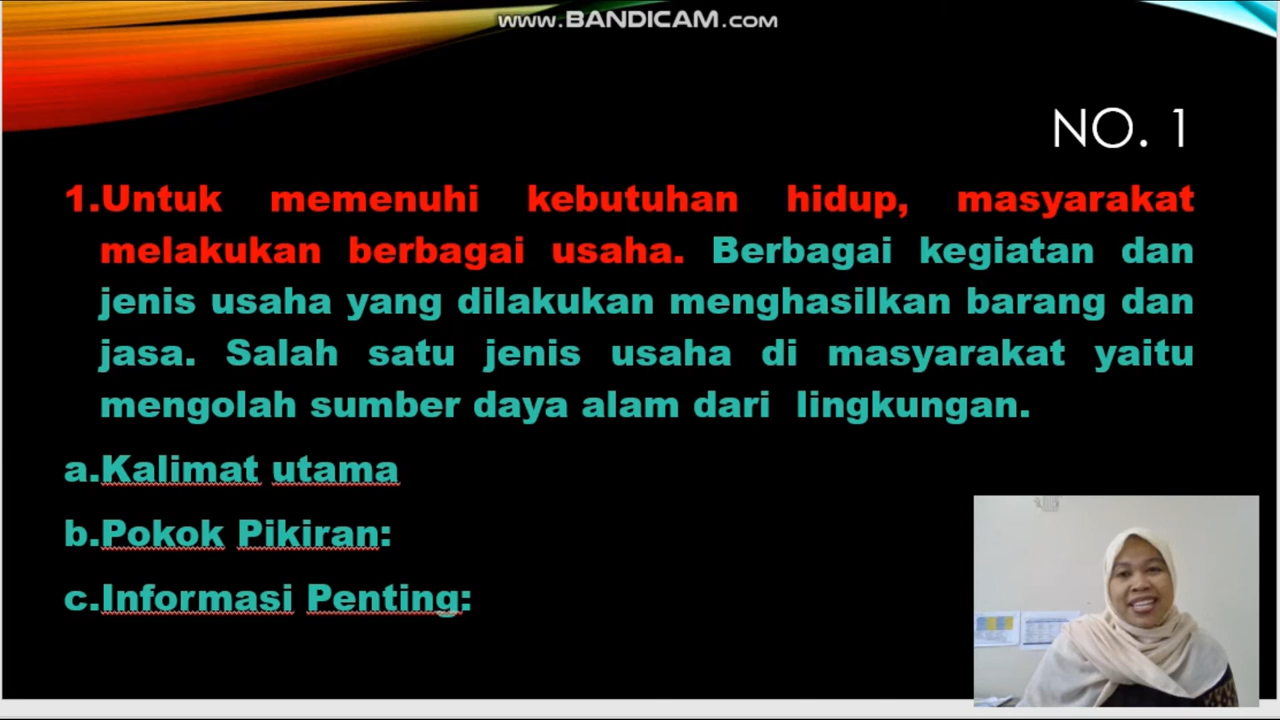 www.BANDICAM.com
NO. 1
1.Untuk memenuhi kebutuhan hidup, masyarakat
melakukan berbagai usaha. Berbagai kegiatan dan
jenis usaha yang dilakukan menghasilkan barang dan
jasa. Salah satu jenis usaha di masyarakat yaitu
mengolah sumber daya alam dari lingkungan.
a.Kalimat utama
b.Pokok Pikiran:
c.Informasi Penting: